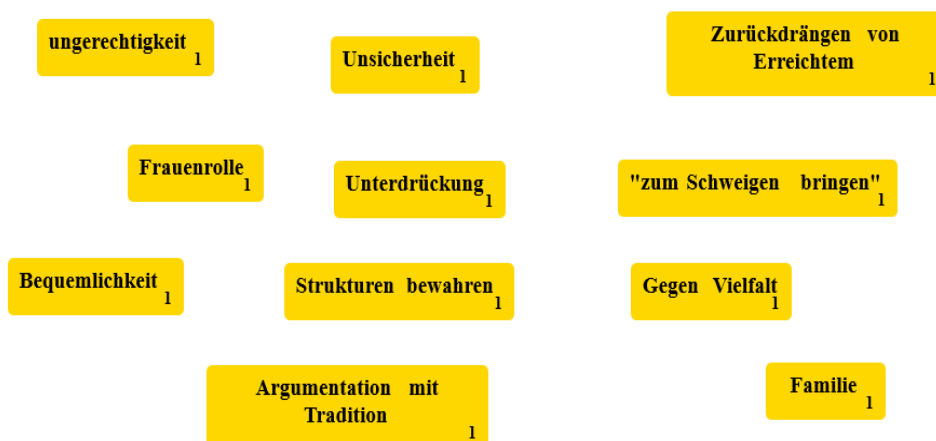 ungerechtigkeit
1
Unsicherheit
1
Zurückdrängen von
Erreichtem
1
Frauenrolle
1
Unterdrückung
1
"zum Schweigen bringen"
1
Bequemlichkeit
1
Strukturen bewahren
1
Gegen Vielfalt
1
Argumentation mit
Tradition
1
Familie
1